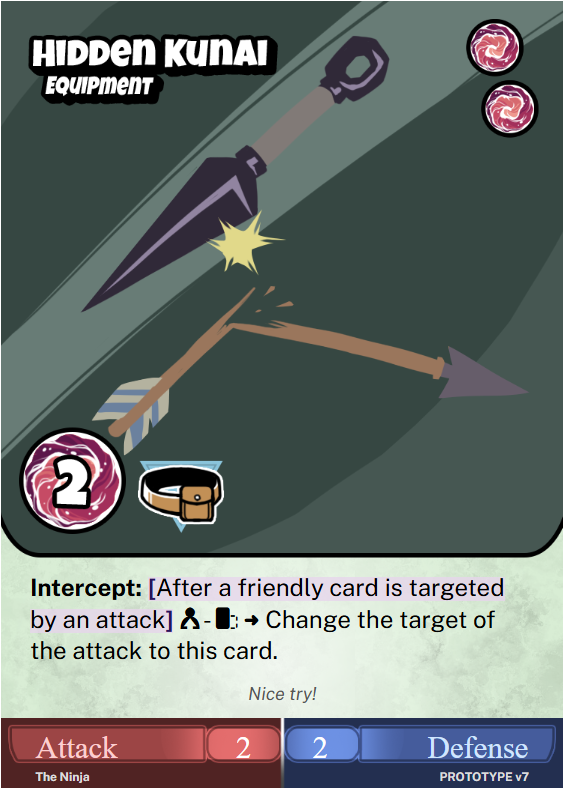 Hidden Kunai
Equipment
2
Intercept: [After a friendly card is targeted
by an attack] - : ➜ Change the target of
the attack to this card.
Nice try!
Attack 2 2 Defense
The Ninja PROTOTYPE v7